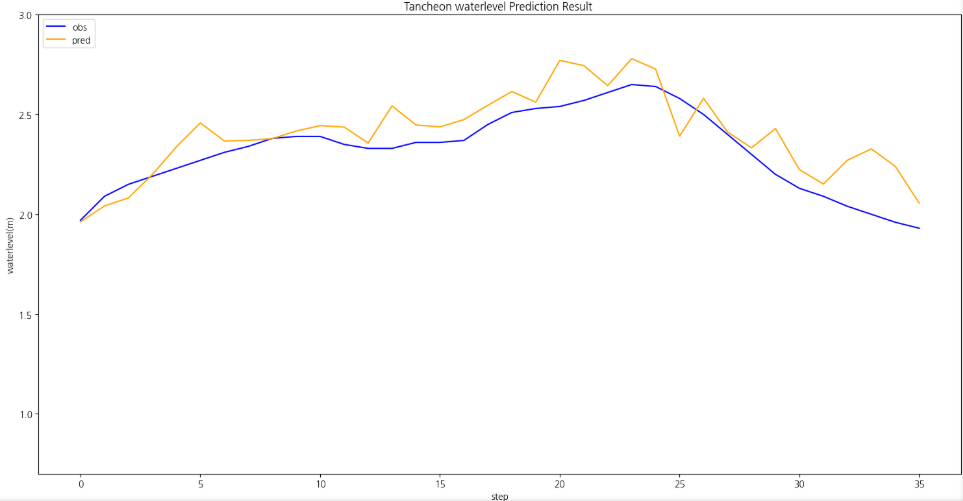 Tancheon waterlevel Prediction Result
obs
pred
waterlevel(m)
3.0
2.5
2.0
1.5
1.0
0 5 10 15 20 25 30 35
step